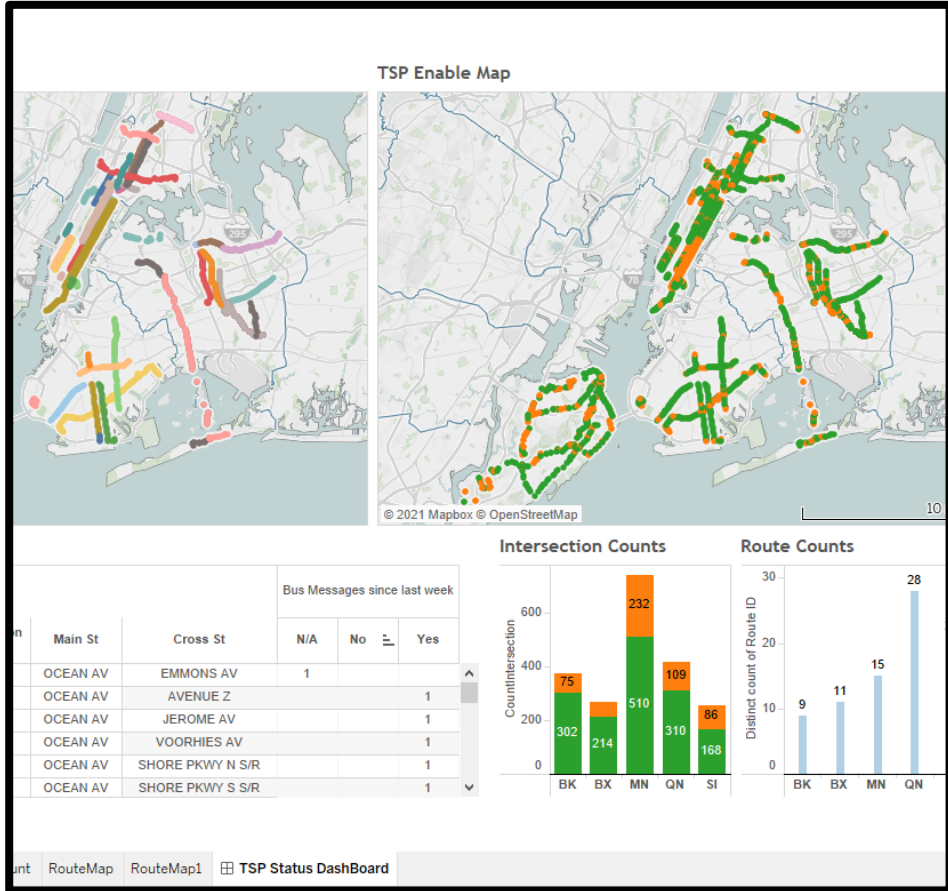 TSP Enable Map
295
78
295
78
© 2021 Mapbox © OpenStreetMap
10
Intersection Counts
Route Counts
Bus Messages since last week
on Main St Cross St N/A No Yes
OCEAN AV EMMONS AV 1
OCEAN AV AVENUE Z 1
OCEAN AV JEROME AV 1
OCEAN AV VOORHIES AV 1
OCEAN AV SHORE PKWY N S/R 1
OCEAN AV SHORE PKWY S S/R 1
CountIntersection
600
400
200
0
75
302
214
232
510
109
310
86
168
BK BX MN QN SI
Distinct count of Route ID
30
20
10
0
9
11
15
28
BK BX MN QN
unt RouteMap RouteMap1 TSP Status DashBoard